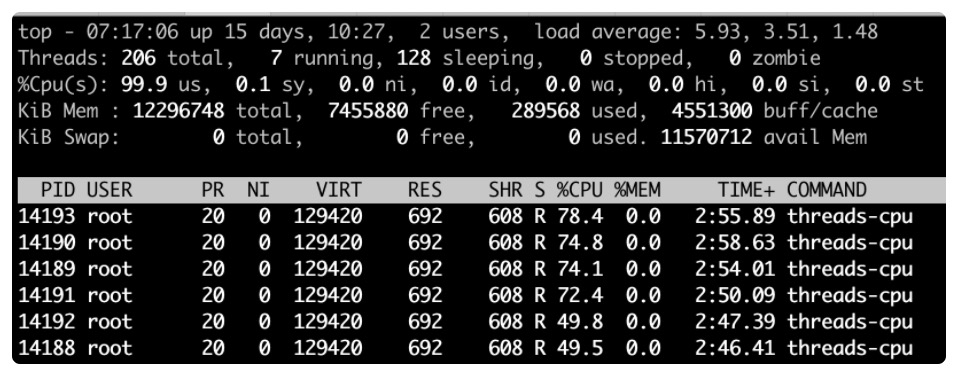 top - 07:17:06 up 15 days, 10:27,  2 users,  load average: 5.93, 3.51, 1.48
Threads: 206 total,   7 running, 128 sleeping,   0 stopped,   0 zombie
%Cpu(s): 99.9 us,  0.1 sy,  0.0 ni,  0.0 id,  0.0 wa,  0.0 hi,  0.0 si,  0.0 st
KiB Mem : 12296748 total,  7455880 free,   289568 used,  4551300 buff/cache
KiB Swap:        0 total,        0 free,        0 used. 11570712 avail Mem
  PID USER      PR  NI    VIRT    RES    SHR S %CPU %MEM     TIME+ COMMAND
14193 root      20   0  129420    692    608 R 78.4  0.0   2:55.89 threads-cpu
14190 root      20   0  129420    692    608 R 74.8  0.0   2:58.63 threads-cpu
14189 root      20   0  129420    692    608 R 74.1  0.0   2:54.01 threads-cpu
14191 root      20   0  129420    692    608 R 72.4  0.0   2:50.09 threads-cpu
14192 root      20   0  129420    692    608 R 49.8  0.0   2:47.39 threads-cpu
14188 root      20   0  129420    692    608 R 49.5  0.0   2:46.41 threads-cpu